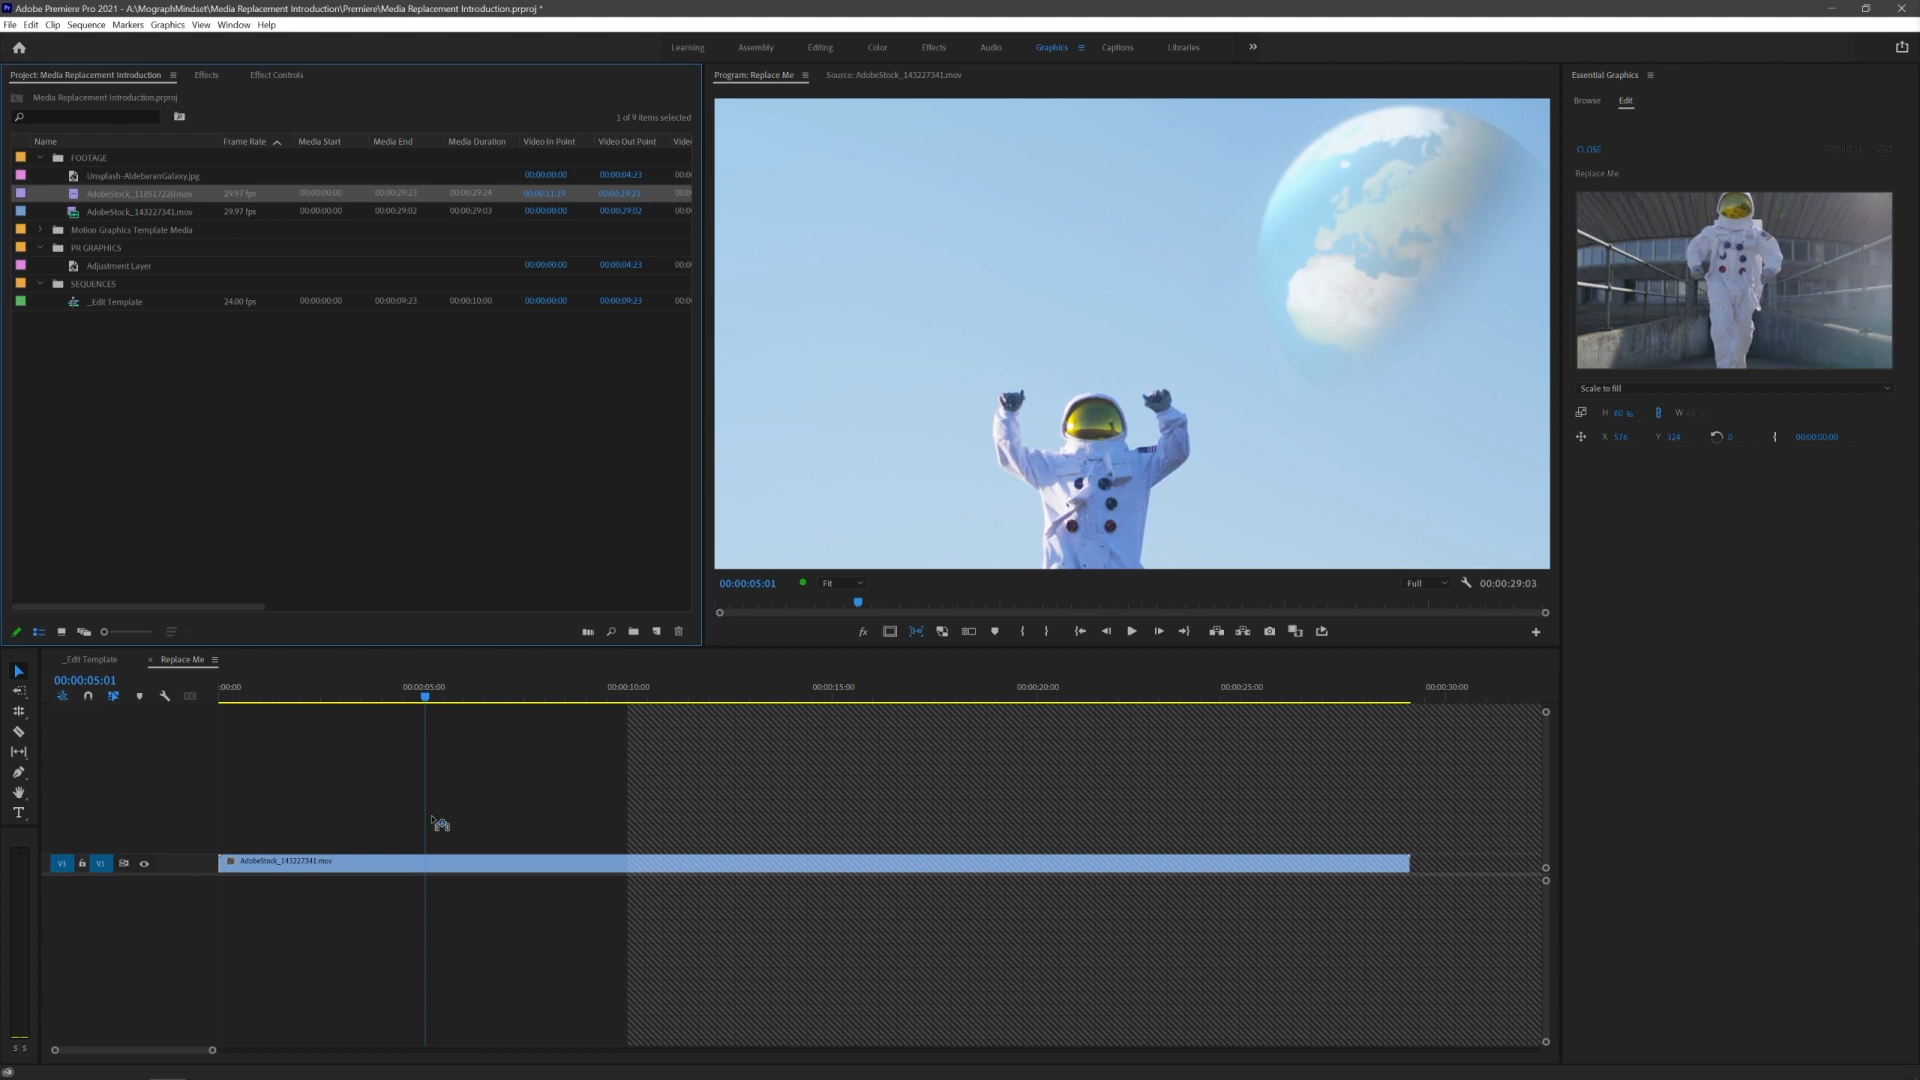 Adobe Premiere Pro 2021 - A:\MographMindset\Media Replacement Introduction\Premiere\Media Replacement Introduction.prproj *
File Edit Clip Sequence Markers Graphics View Window Help
Learning Assembly Editing Color Effects Audio Graphics Captions Libraries
Project: Media Replacement Introduction Effects Effect Controls
Media Replacement Introduction.prproj
1 of 9 items selected
Name Frame Rate Media Start Media End Media Duration Video In Point Video Out Point
FOOTAGE
Unsplash-AldebaranGalaxy.jpg 00:00:00:00 00:00:04:23
AdobeStock_118517220.mov 29.97 fps 00:00:00:00 00:00:29:23 00:00:29:24 00:00:11:19 00:00:29:23
AdobeStock_143227341.mov 29.97 fps 00:00:00:00 00:00:29:02 00:00:29:03 00:00:00:00 00:00:29:02
Motion Graphics Template Media
PR GRAPHICS
Adjustment Layer 00:00:00:00 00:00:04:23
SEQUENCES
_Edit Template 24.00 fps 00:00:00:00 00:00:09:23 00:00:10:00 00:00:00:00 00:00:09:23
Program: Replace Me Source: AdobeStock_143227341.mov
00:00:05:01 Fit Full 00:00:29:03
Essential Graphics
Browse Edit
CLOSE PREVIOUS NEXT
Replace Me
Scale to fill
H 60 % W 60 %
X 576 Y 324 0 00:00:00:00
_Edit Template × Replace Me
00:00:05:01
:00:00 00:00:05:00 00:00:10:00 00:00:15:00 00:00:20:00 00:00:25:00 00:00:30:00
V1 V1 AdobeStock_143227341.mov
S S